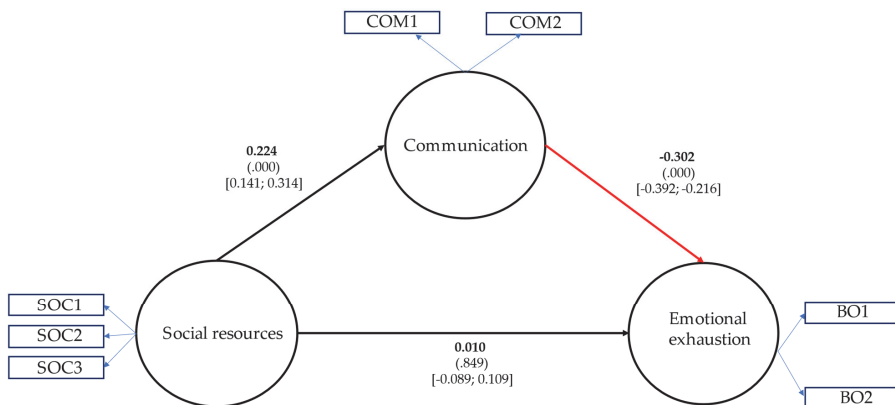 COM1
COM2
Communication
0.224
(.000)
[0.141; 0.314]
-0.302
(.000)
[-0.392; -0.216]
SOC1
SOC2
SOC3
Social resources
0.010
(.849)
[-0.089; 0.109]
Emotional
exhaustion
BO1
BO2